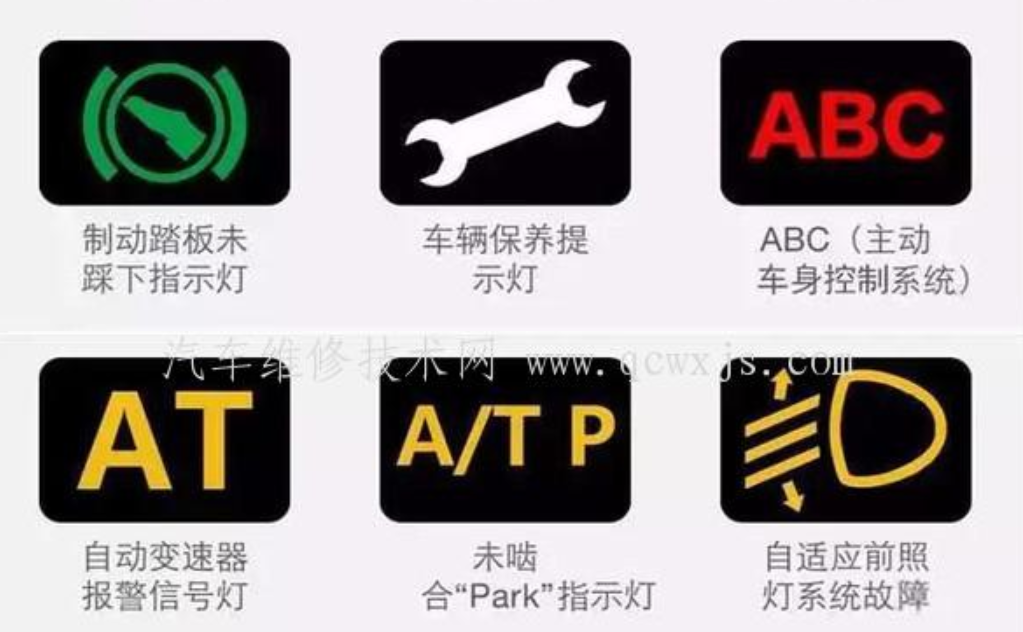 ABC
制动踏板未
踩下指示灯
车辆保养提
示灯
ABC（主动
车身控制系统）
汽车维修技术网 www.qcwxjs.com
AT
A/T P
自动变速器
报警信号灯
未啮
合“Park”指示灯
自适应前照
灯系统故障